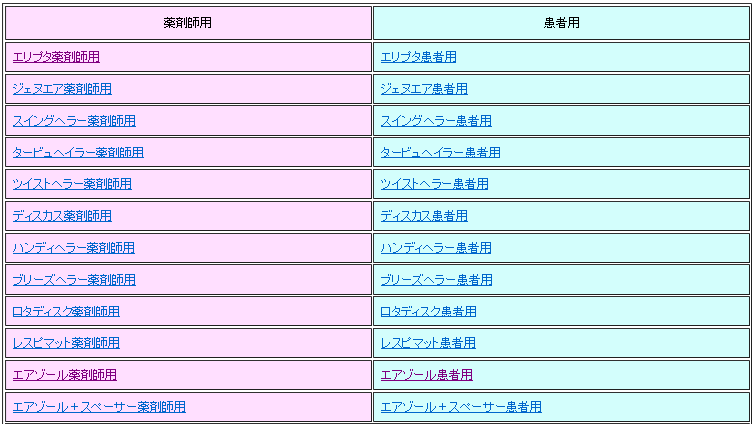 薬剤師用 患者用
エリプタ薬剤師用 エリプタ患者用
ジェヌエア薬剤師用 ジェヌエア患者用
スイングヘラー薬剤師用 スイングヘラー患者用
タービュヘイラー薬剤師用 タービュヘイラー患者用
ツイストヘラー薬剤師用 ツイストヘラー患者用
ディスカス薬剤師用 ディスカス患者用
ハンディヘラー薬剤師用 ハンディヘラー患者用
ブリーズヘラー薬剤師用 ブリーズヘラー患者用
ロタディスク薬剤師用 ロタディスク患者用
レスピマット薬剤師用 レスピマット患者用
エアゾール薬剤師用 エアゾール患者用
エアゾール+スペーサー薬剤師用 エアゾール+スペーサー患者用